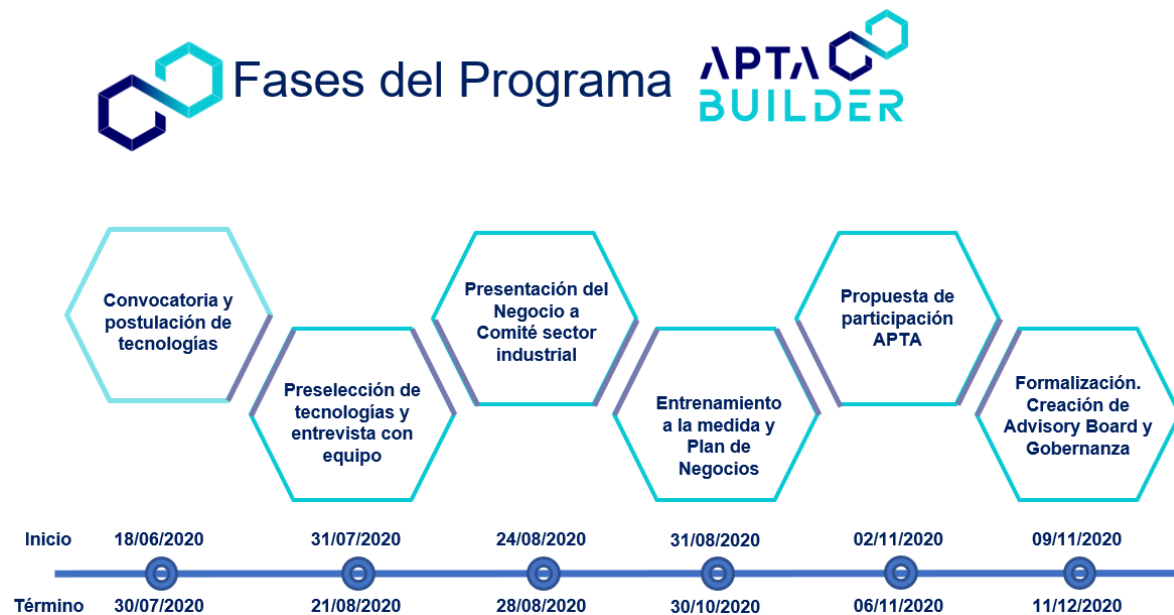 Fases del Programa
APTA
BUILDER
Convocatoria y
postulación de
tecnologías
Preselección de
tecnologías y
entrevista con
equipo
Presentación del
Negocio a
Comité sector
industrial
Entrenamiento
a la medida y
Plan de
Negocios
Propuesta de
participación
APTA
Formalización.
Creación de
Advisory Board y
Gobernanza
Inicio 18/06/2020 31/07/2020 24/08/2020 31/08/2020 02/11/2020 09/11/2020
Término 30/07/2020 21/08/2020 28/08/2020 30/10/2020 06/11/2020 11/12/2020